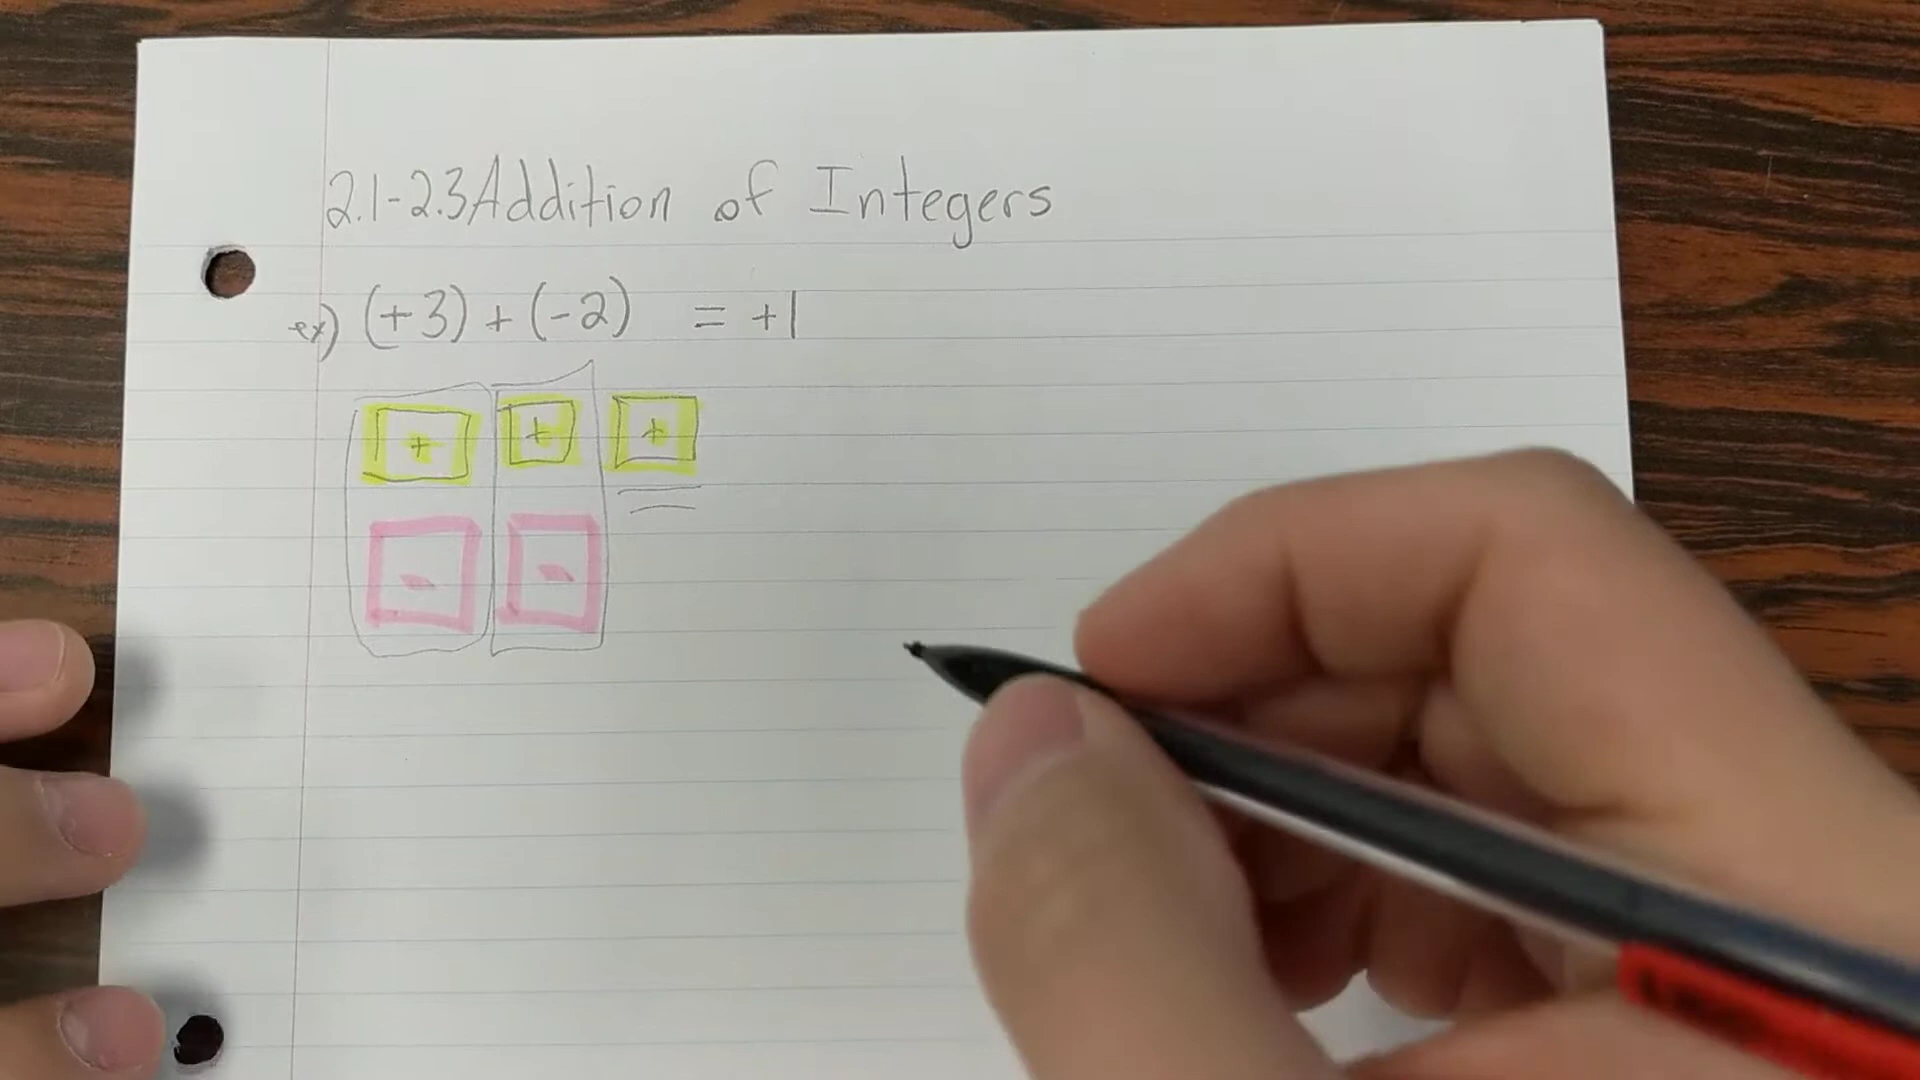 2.1-2.3 Addition of Integers
ex) (+3) + (-2) = +1
+ + +
- -